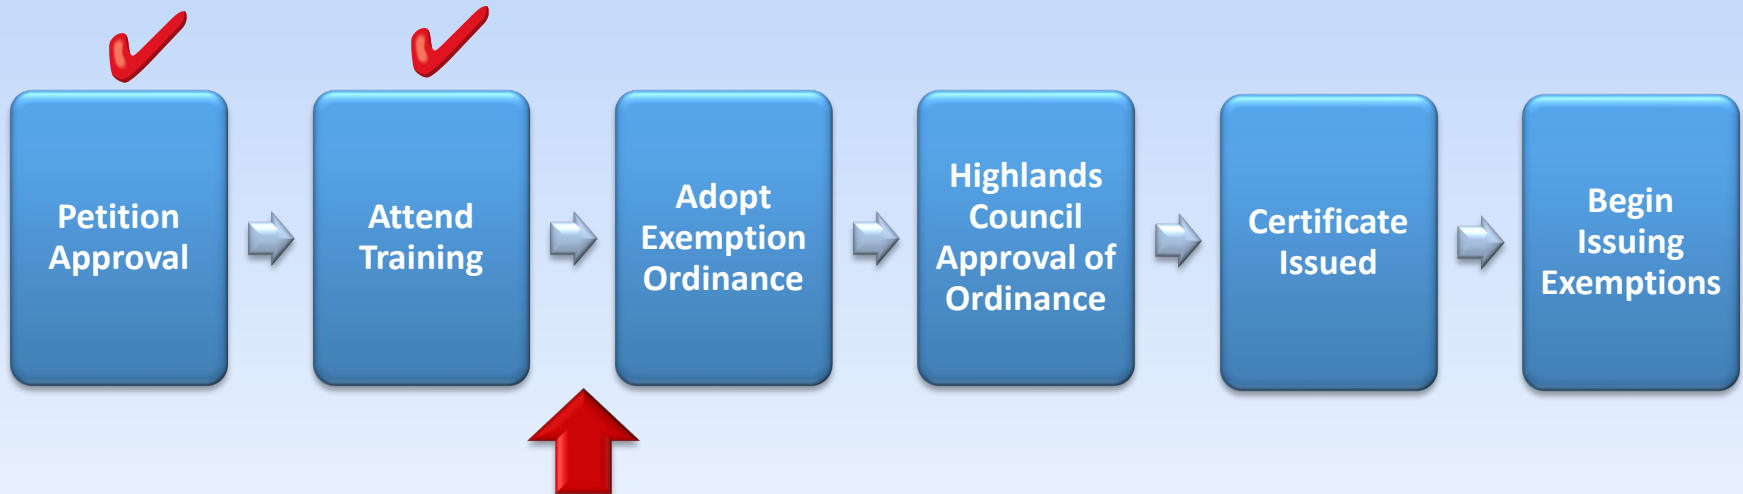 Petition
Approval
Attend
Training
Adopt
Exemption
Ordinance
Highlands
Council
Approval of
Ordinance
Certificate
Issued
Begin
Issuing
Exemptions